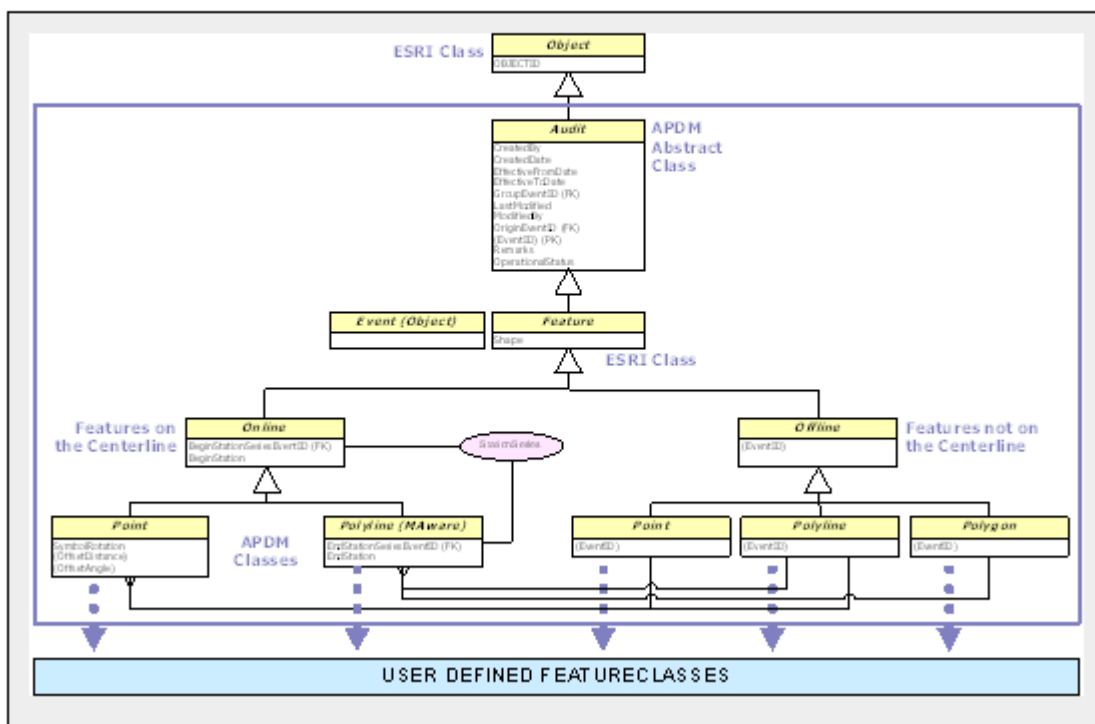 ESRI Class
Object
OBJECTID
Audit
CreatedBy
CreatedDate
EffectiveFromDate
EffectiveToDate
GroupEventID (FK)
LastModified
ModifiedBy
OriginEventID (FK)
(EventID) (PK)
Remarks
OperationalStatus
APDM
Abstract
Class
Event (Object)
Feature
Shape
ESRI Class
Features on
the Centerline
Online
BeginStationSeriesEventID (FK)
BeginStation
StationSeries
Offline
(EventID)
Features not on
the Centerline
Point
SymbolRotation
(OffsetDistance)
(OffsetAngle)
APDM
Classes
Polyline (MAware)
EndStationSeriesEventID (FK)
EndStation
Point
(EventID)
Polyline
(EventID)
Polygon
(EventID)
USER DEFINED FEATURECLASSES